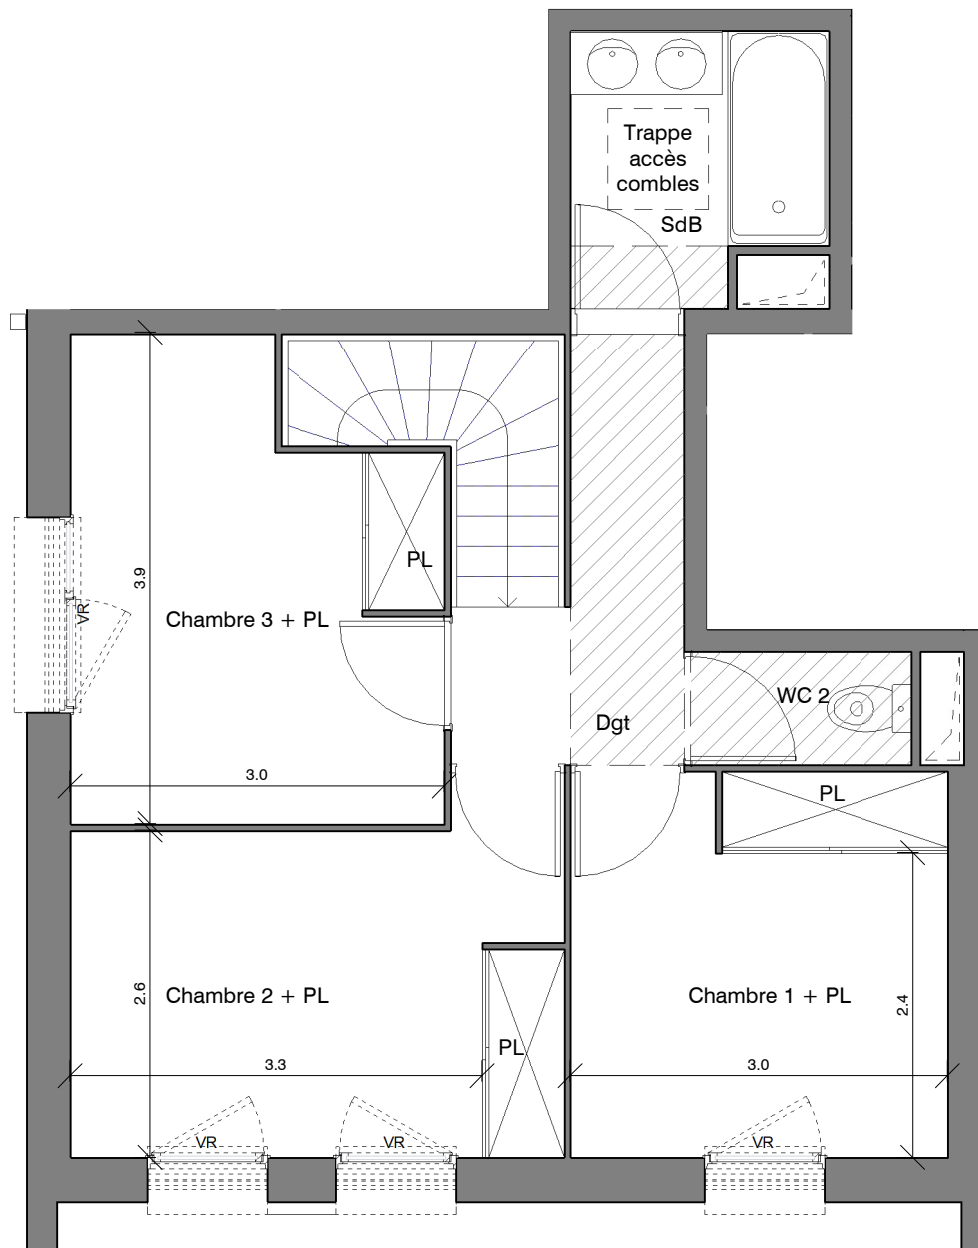 Trappe
accès
combles
SdB
PL
3.9
VR
Chambre 3 + PL
WC 2
Dgt
3.0
PL
2.6
Chambre 2 + PL
Chambre 1 + PL
2.4
PL
3.3
3.0
VR
VR
VR